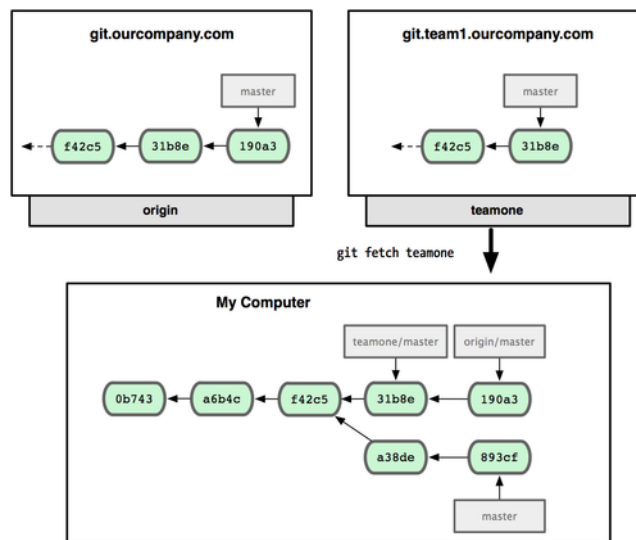 git.ourcompany.com
master
f42c5 31b8e 190a3
origin
git.team1.ourcompany.com
master
f42c5 31b8e
teamone
git fetch teamone
My Computer
teamone/master origin/master
0b743 a6b4c f42c5 31b8e 190a3
a38de 893cf
master